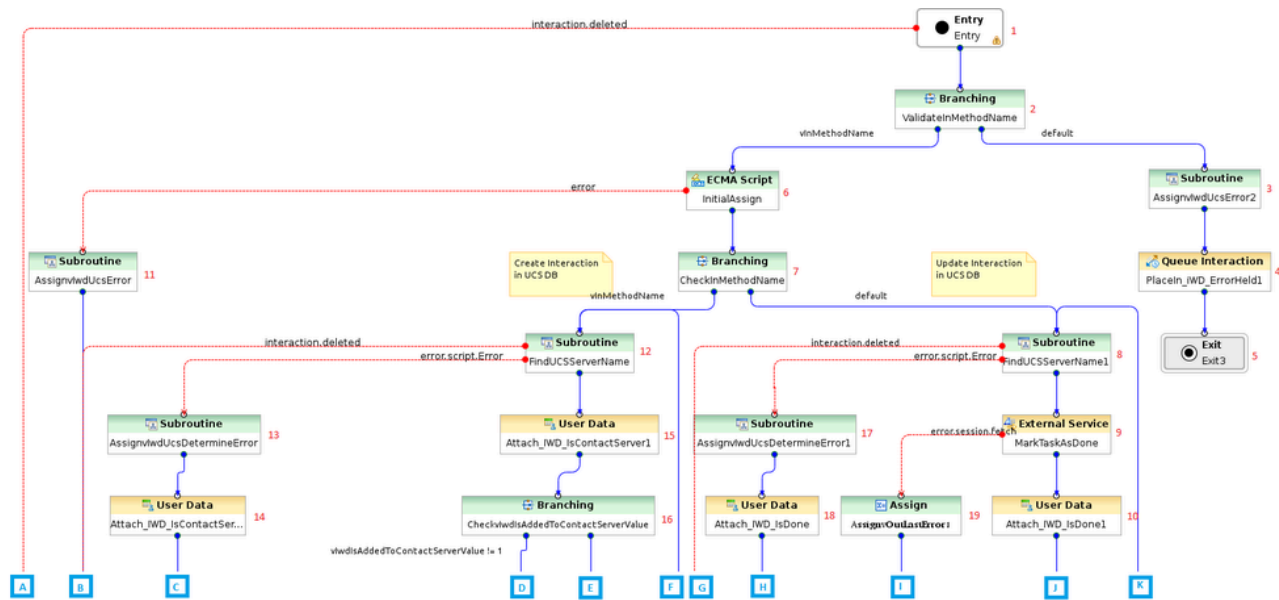 Entry
Entry
1
interaction.deleted
Branching
ValidateInMethodName
2
vInMethodName
default
ECMA Script
InitialAssign
6
error
Subroutine
AssignvIwdUcsError2
3
Subroutine
AssignvIwdUcsError
11
Create Interaction
in UCS DB
Branching
CheckInMethodName
7
Update Interaction
in UCS DB
Queue Interaction
PlaceIn_iWD_ErrorHeld1
4
vInMethodName
default
interaction.deleted
error.script.Error
Subroutine
FindUCSServerName
12
interaction.deleted
error.script.Error
Subroutine
FindUCSServerName1
8
Exit
Exit3
5
Subroutine
AssignvIwdUcsDetermineError
13
User Data
Attach_IWD_IsContactServer1
15
Subroutine
AssignvIwdUcsDetermineError1
17
error.session.fetch
External Service
MarkTaskAsDone
9
User Data
Attach_IWD_IsContactSer...
14
Branching
CheckvIwdIsAddedToContactServerValue
16
User Data
Attach_IWD_IsDone
18
Assign
AssignvOutLastError1
19
User Data
Attach_IWD_IsDone1
10
vIwdIsAddedToContactServerValue != 1
A
B
C
D
E
F
G
H
I
J
K